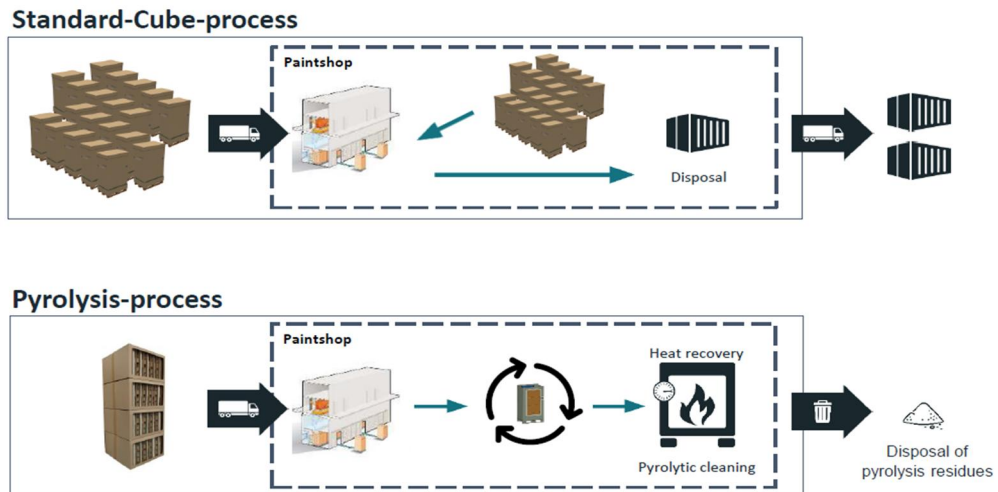 Standard-Cube-process
Paintshop
Disposal
Pyrolysis-process
Paintshop
Heat recovery
Pyrolytic cleaning
Disposal of
pyrolysis residues